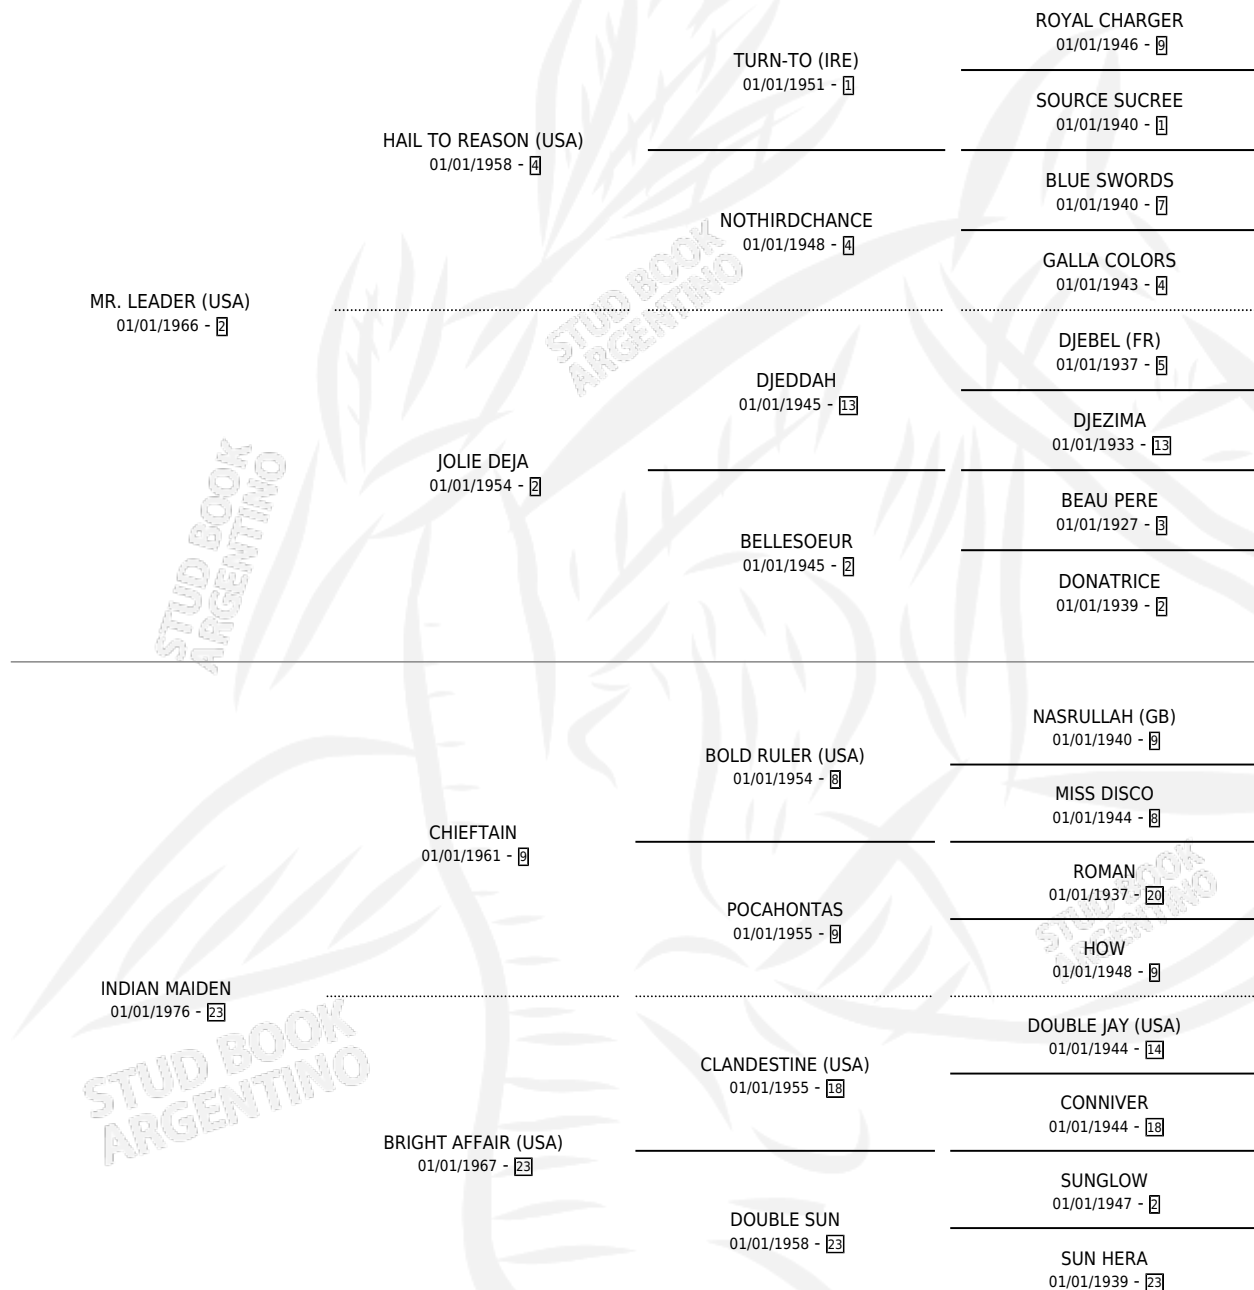 ROYAL CHARGER
01/01/1946 - 9
TURN-TO (IRE)
01/01/1951 - 1
SOURCE SUCREE
01/01/1940 - 1
HAIL TO REASON (USA)
01/01/1958 - 4
BLUE SWORDS
01/01/1940 - 7
NOTHIRDCHANCE
01/01/1948 - 4
GALLA COLORS
01/01/1943 - 4
MR. LEADER (USA)
01/01/1966 - 2
STUD BOOK
ARGENTINO
DJEBEL (FR)
01/01/1937 - 5
DJEDDAH
01/01/1945 - 13
DJEZIMA
01/01/1933 - 13
JOLIE DEJA
01/01/1954 - 2
BEAU PERE
01/01/1927 - 3
BELLESOEUR
01/01/1945 - 2
DONATRICE
01/01/1939 - 2
STUD BOOK
ARGENTINO
NASRULLAH (GB)
01/01/1940 - 9
BOLD RULER (USA)
01/01/1954 - 8
MISS DISCO
01/01/1944 - 8
CHIEFTAIN
01/01/1961 - 9
ROMAN
01/01/1937 - 20
POCAHONTAS
01/01/1955 - 9
HOW
01/01/1948 - 9
STUD BOOK
ARGENTINO
INDIAN MAIDEN
01/01/1976 - 23
DOUBLE JAY (USA)
01/01/1944 - 14
CLANDESTINE (USA)
01/01/1955 - 18
CONNIVER
01/01/1944 - 18
STUD BOOK
ARGENTINO
BRIGHT AFFAIR (USA)
01/01/1967 - 23
SUNGLOW
01/01/1947 - 2
DOUBLE SUN
01/01/1958 - 23
SUN HERA
01/01/1939 - 23